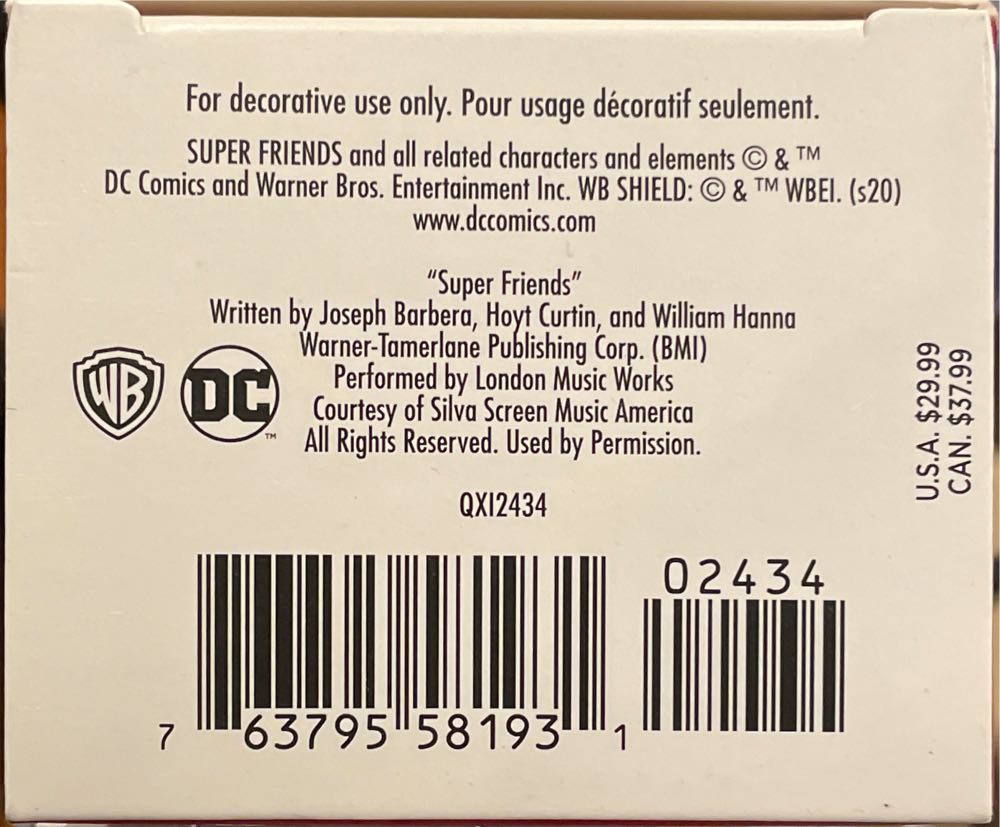 For decorative use only. Pour usage décoratif seulement.
SUPER FRIENDS and all related characters and elements © & ™
DC Comics and Warner Bros. Entertainment Inc. WB SHIELD: © & ™ WBEI. (s20)
www.dccomics.com
“Super Friends”
Written by Joseph Barbera, Hoyt Curtin, and William Hanna
Warner-Tamerlane Publishing Corp. (BMI)
Performed by London Music Works
Courtesy of Silva Screen Music America
All Rights Reserved. Used by Permission.
WB
DC™
U.S.A. $29.99
CAN. $37.99
QXI2434
02434
7 63795 58193 1